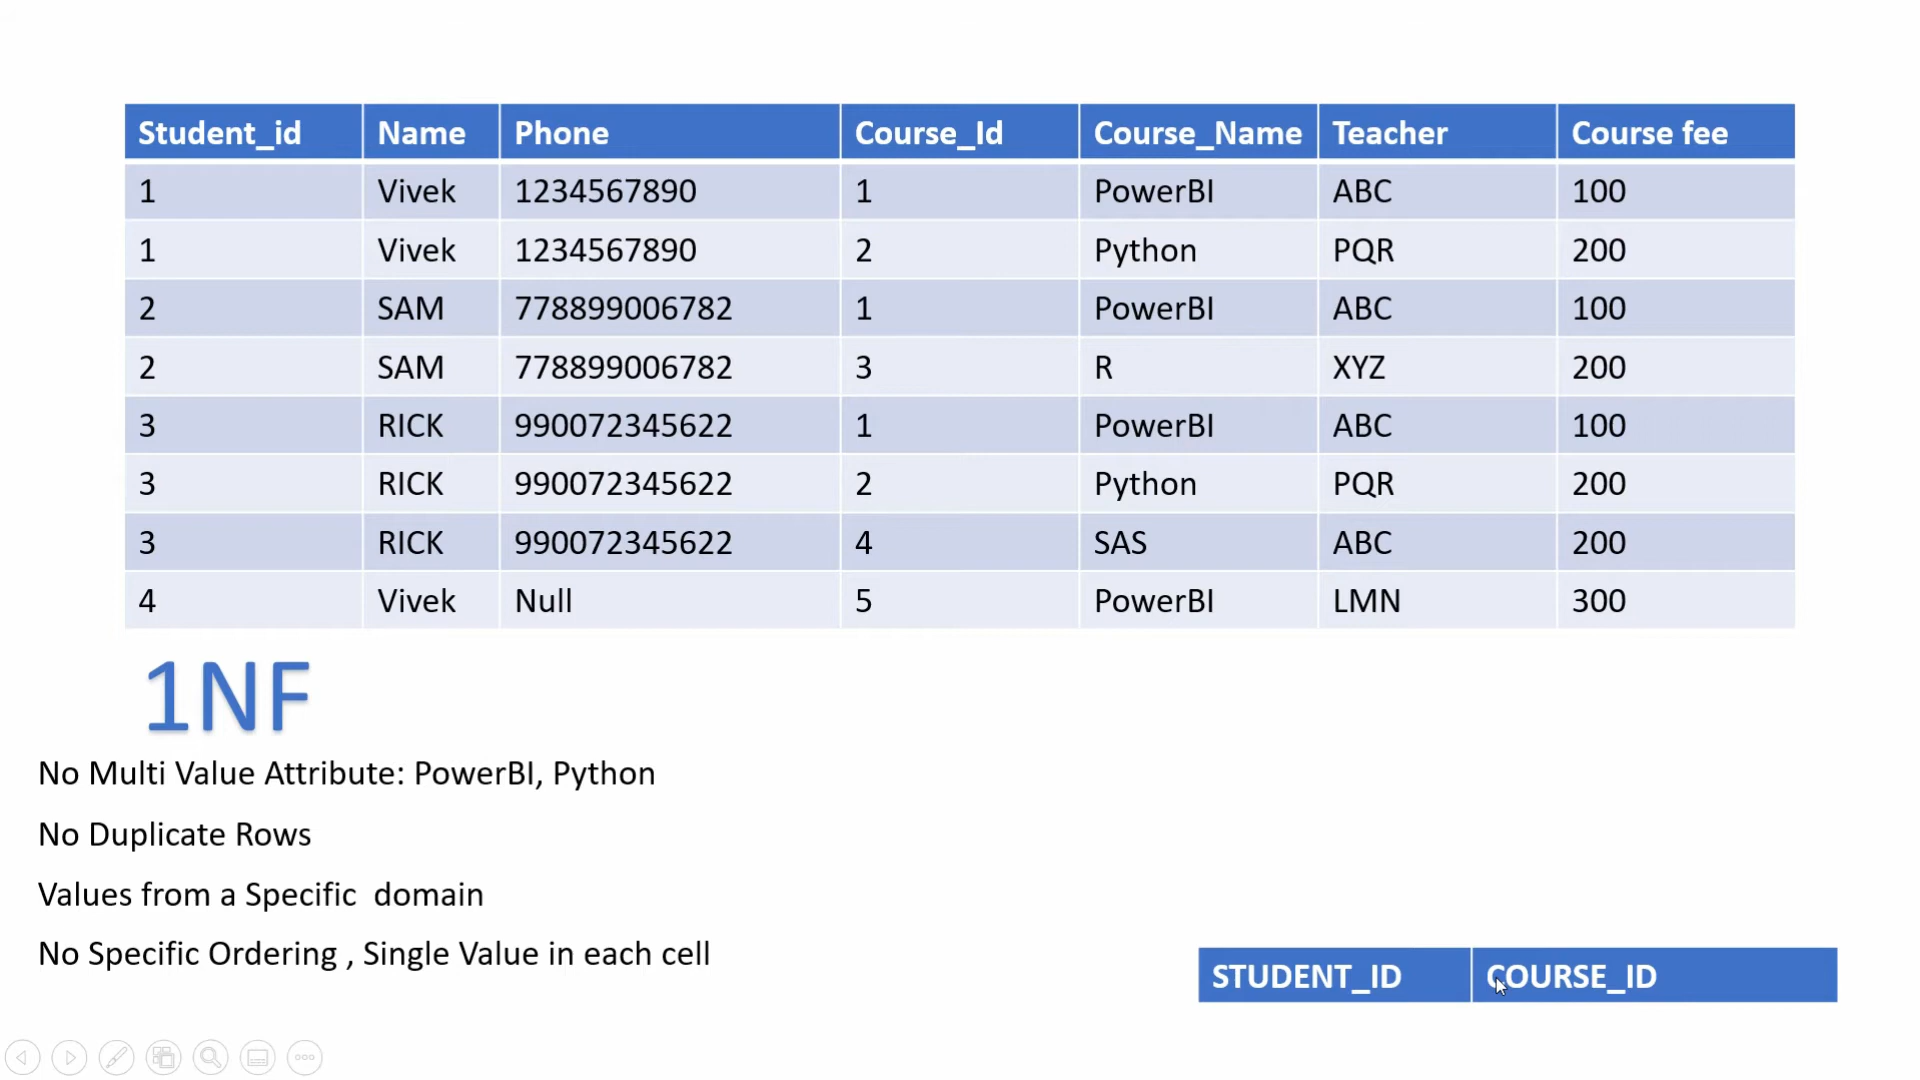 Student_id Name Phone Course_Id Course_Name Teacher Course fee
1 Vivek 1234567890 1 PowerBI ABC 100
1 Vivek 1234567890 2 Python PQR 200
2 SAM 778899006782 1 PowerBI ABC 100
2 SAM 778899006782 3 R XYZ 200
3 RICK 990072345622 1 PowerBI ABC 100
3 RICK 990072345622 2 Python PQR 200
3 RICK 990072345622 4 SAS ABC 200
4 Vivek Null 5 PowerBI LMN 300
1NF
No Multi Value Attribute: PowerBI, Python
No Duplicate Rows
Values from a Specific  domain
No Specific Ordering , Single Value in each cell
STUDENT_ID COURSE_ID